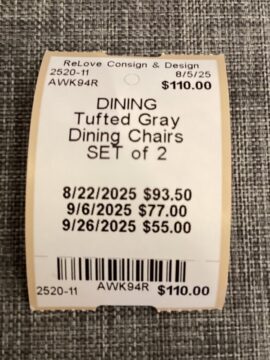 ReLove Consign & Design
2520-11 8/5/25
AWK94R $110.00
DINING
Tufted Gray
Dining Chairs
SET of 2
8/22/2025 $93.50
9/6/2025 $77.00
9/26/2025 $55.00
2520-11 AWK94R $110.00